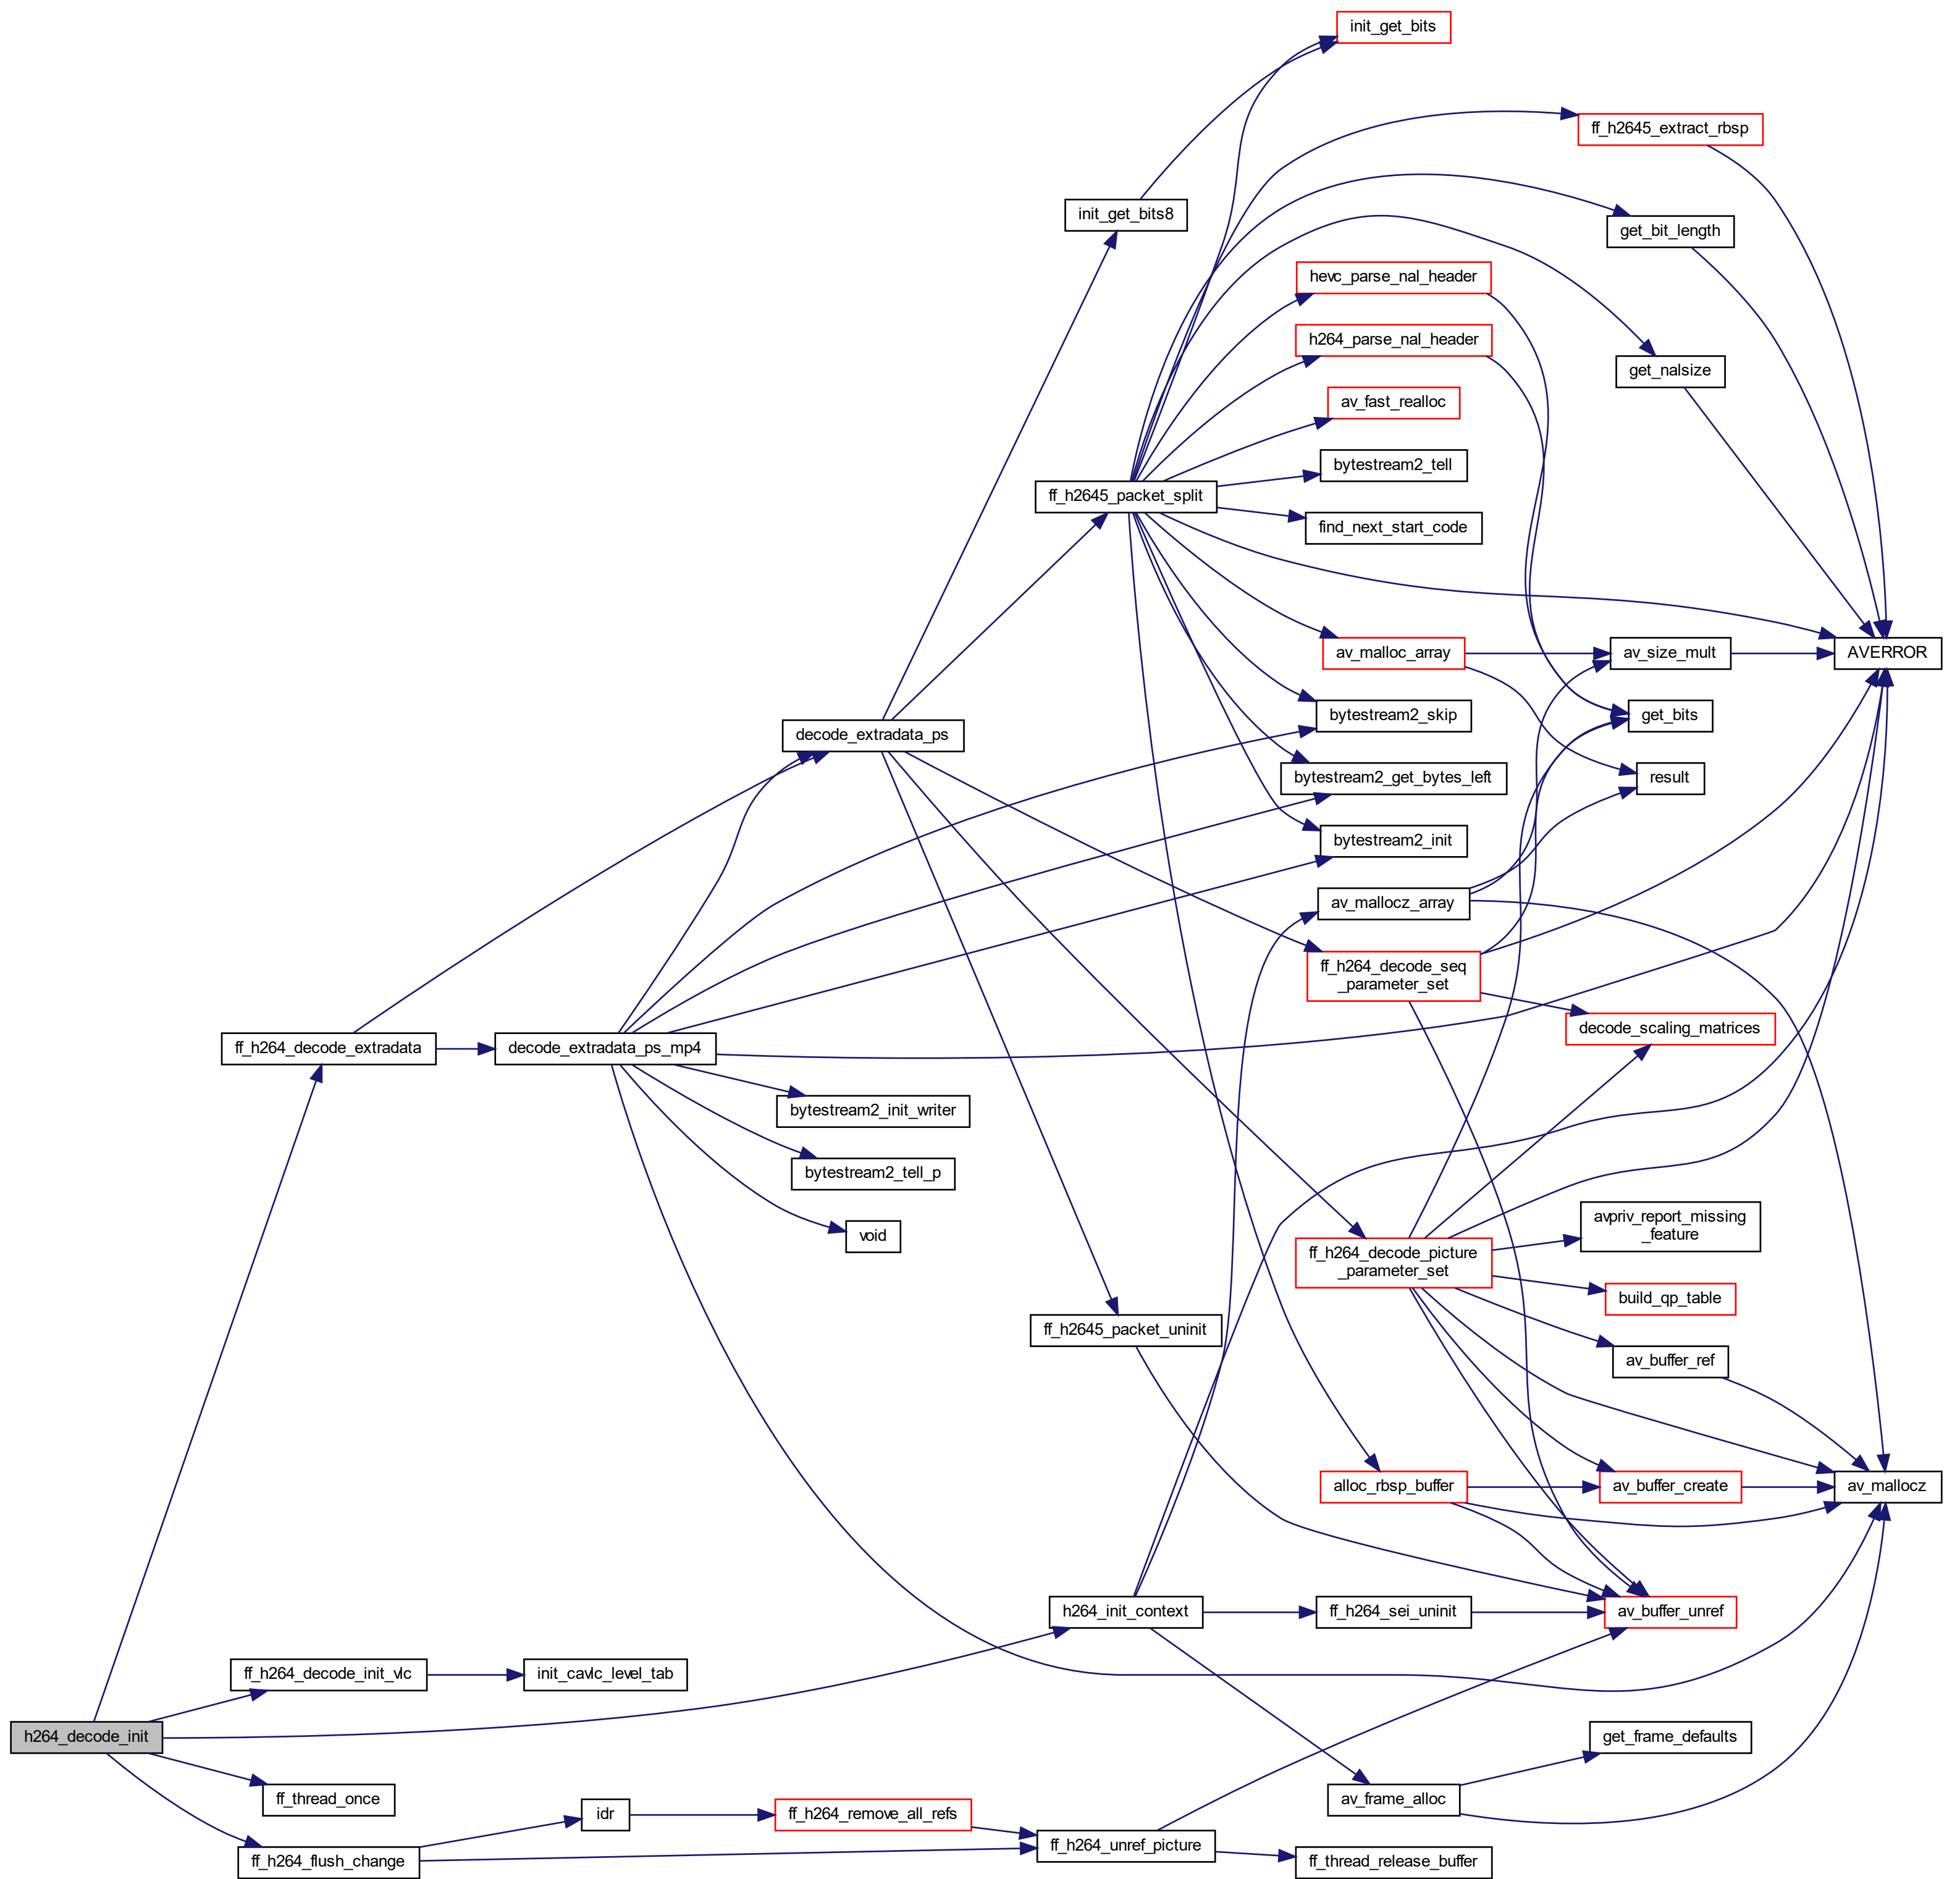 init_get_bits
ff_h2645_extract_rbsp
init_get_bits8
get_bit_length
hevc_parse_nal_header
h264_parse_nal_header
get_nalsize
av_fast_realloc
bytestream2_tell
ff_h2645_packet_split
find_next_start_code
av_malloc_array
av_size_mult
AVERROR
bytestream2_skip
get_bits
decode_extradata_ps
bytestream2_get_bytes_left
result
bytestream2_init
av_mallocz_array
ff_h264_decode_seq
_parameter_set
decode_scaling_matrices
ff_h264_decode_extradata
decode_extradata_ps_mp4
bytestream2_init_writer
bytestream2_tell_p
void
avpriv_report_missing
_feature
ff_h264_decode_picture
_parameter_set
build_qp_table
ff_h2645_packet_uninit
av_buffer_ref
alloc_rbsp_buffer
av_buffer_create
av_mallocz
h264_init_context
ff_h264_sei_uninit
av_buffer_unref
ff_h264_decode_init_vlc
init_cavlc_level_tab
h264_decode_init
get_frame_defaults
ff_thread_once
av_frame_alloc
idr
ff_h264_remove_all_refs
ff_h264_unref_picture
ff_h264_flush_change
ff_thread_release_buffer